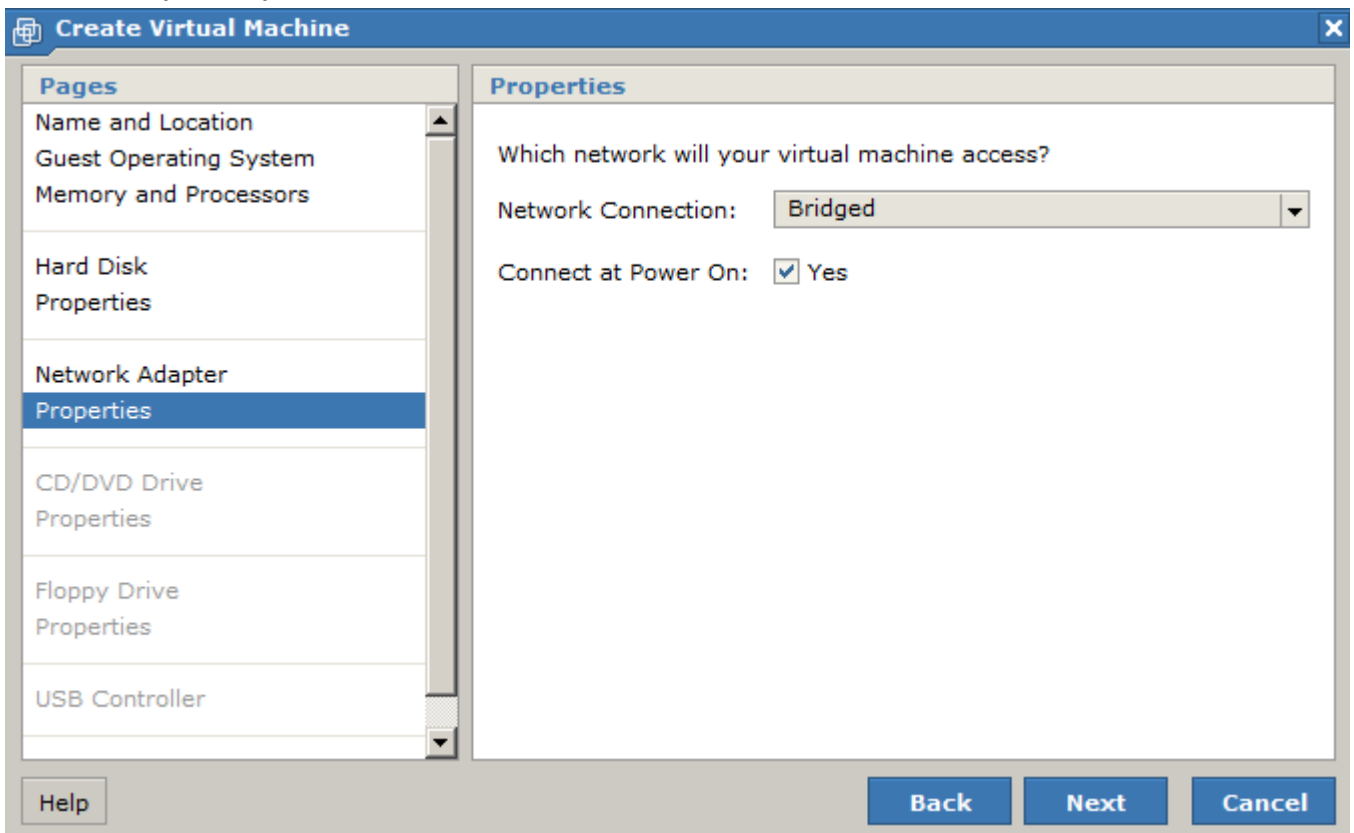 Create Virtual Machine
Pages
Name and Location
Guest Operating System
Memory and Processors
Hard Disk
Properties
Network Adapter
Properties
CD/DVD Drive
Properties
Floppy Drive
Properties
USB Controller
Properties
Which network will your virtual machine access?
Network Connection: Bridged
Connect at Power On: Yes
Help Back Next Cancel